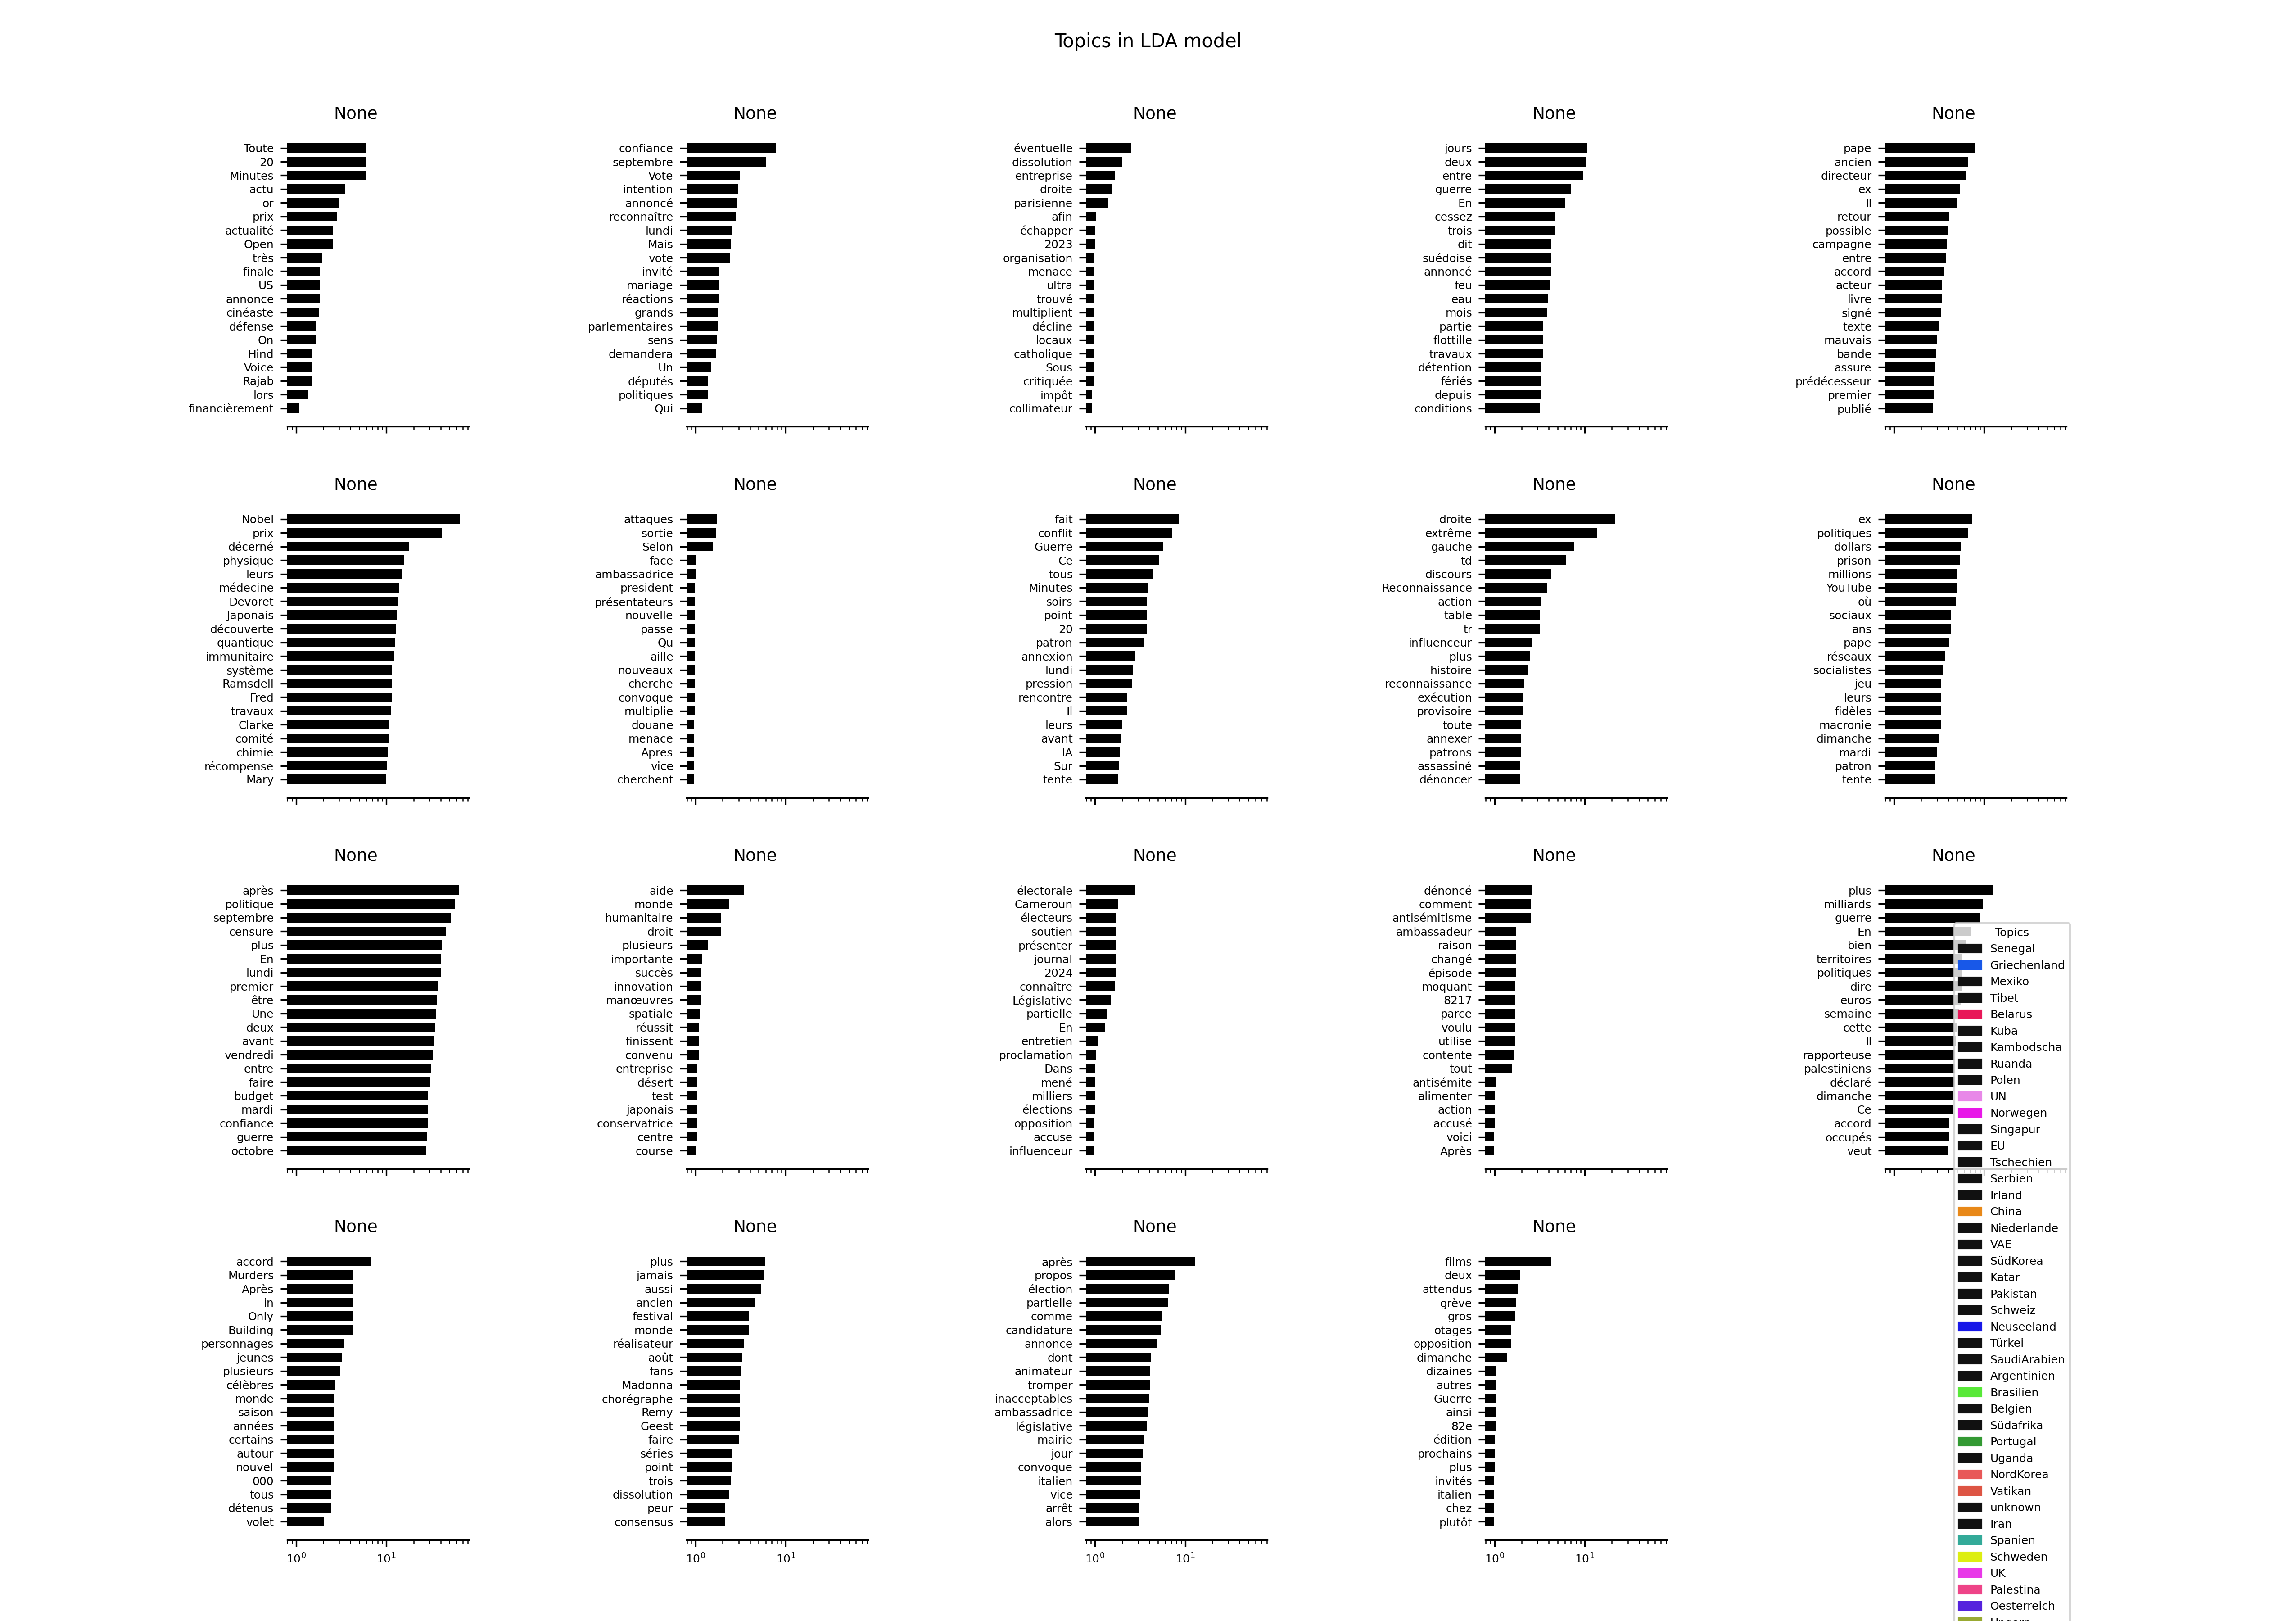 Topics in LDA model
None
Toute
20
Minutes
actu
or
prix
actualité
Open
très
finale
US
annonce
cinéaste
défense
On
Hind
Voice
Rajab
lors
financièrement
None
confiance
septembre
Vote
intention
annoncé
reconnaître
lundi
Mais
vote
invité
mariage
réactions
grands
parlementaires
sens
demandera
Un
députés
politiques
Qui
None
éventuelle
dissolution
entreprise
droite
parisienne
afin
échapper
2023
organisation
menace
ultra
trouvé
multiplient
décline
locaux
catholique
Sous
critiquée
impôt
collimateur
None
jours
deux
entre
guerre
En
cessez
trois
dit
suédoise
annoncé
feu
eau
mois
partie
flottille
travaux
détention
fériés
depuis
conditions
None
pape
ancien
directeur
ex
Il
retour
possible
campagne
entre
accord
acteur
livre
signé
texte
mauvais
bande
assure
prédécesseur
premier
publié
None
Nobel
prix
décerné
physique
leurs
médecine
Devoret
Japonais
découverte
quantique
immunitaire
système
Ramsdell
Fred
travaux
Clarke
comité
chimie
récompense
Mary
None
attaques
sortie
Selon
face
ambassadrice
president
présentateurs
nouvelle
passe
Qu
aille
nouveaux
cherche
convoque
multiplie
douane
menace
Apres
vice
cherchent
None
fait
conflit
Guerre
Ce
tous
Minutes
soirs
point
20
patron
annexion
lundi
pression
rencontre
Il
leurs
avant
IA
Sur
tente
None
droite
extrême
gauche
td
discours
Reconnaissance
action
table
tr
influenceur
plus
histoire
reconnaissance
exécution
provisoire
toute
annexer
patrons
assassiné
dénoncer
None
ex
politiques
dollars
prison
millions
YouTube
où
sociaux
ans
pape
réseaux
socialistes
jeu
leurs
fidèles
macronie
dimanche
mardi
patron
tente
None
après
politique
septembre
censure
plus
En
lundi
premier
être
Une
deux
avant
vendredi
entre
faire
budget
mardi
confiance
guerre
octobre
None
aide
monde
humanitaire
droit
plusieurs
importante
succès
innovation
manœuvres
spatiale
réussit
finissent
convenu
entreprise
désert
test
japonais
conservatrice
centre
course
None
électorale
Cameroun
électeurs
soutien
présenter
journal
2024
connaître
Législative
partielle
En
entretien
proclamation
Dans
mené
milliers
élections
opposition
accuse
influenceur
None
dénoncé
comment
antisémitisme
ambassadeur
raison
changé
épisode
moquant
8217
parce
voulu
utilise
contente
tout
antisémite
alimenter
action
accusé
voici
Après
None
plus
milliards
guerre
En
bien
territoires
politiques
dire
euros
semaine
cette
Il
rapporteuse
palestiniens
déclaré
dimanche
Ce
accord
occupés
veut
None
accord
Murders
Après
in
Only
Building
personnages
jeunes
plusieurs
célèbres
monde
saison
années
certains
autour
nouvel
000
tous
détenus
volet
10⁰ 10¹
None
plus
jamais
aussi
ancien
festival
monde
réalisateur
août
fans
Madonna
chorégraphe
Remy
Geest
faire
séries
point
trois
dissolution
peur
consensus
10⁰ 10¹
None
après
propos
élection
partielle
comme
candidature
annonce
dont
animateur
tromper
inacceptables
ambassadrice
législative
mairie
jour
convoque
italien
vice
arrêt
alors
10⁰ 10¹
None
films
deux
attendus
grève
gros
otages
opposition
dimanche
dizaines
autres
Guerre
ainsi
82e
édition
prochains
plus
invités
italien
chez
plutôt
10⁰ 10¹
Topics
Senegal
Griechenland
Mexiko
Tibet
Belarus
Kuba
Kambodscha
Ruanda
Polen
UN
Norwegen
Singapur
EU
Tschechien
Serbien
Irland
China
Niederlande
VAE
SüdKorea
Katar
Pakistan
Schweiz
Neuseeland
Türkei
SaudiArabien
Argentinien
Brasilien
Belgien
Südafrika
Portugal
Uganda
NordKorea
Vatikan
unknown
Iran
Spanien
Schweden
UK
Palestina
Oesterreich